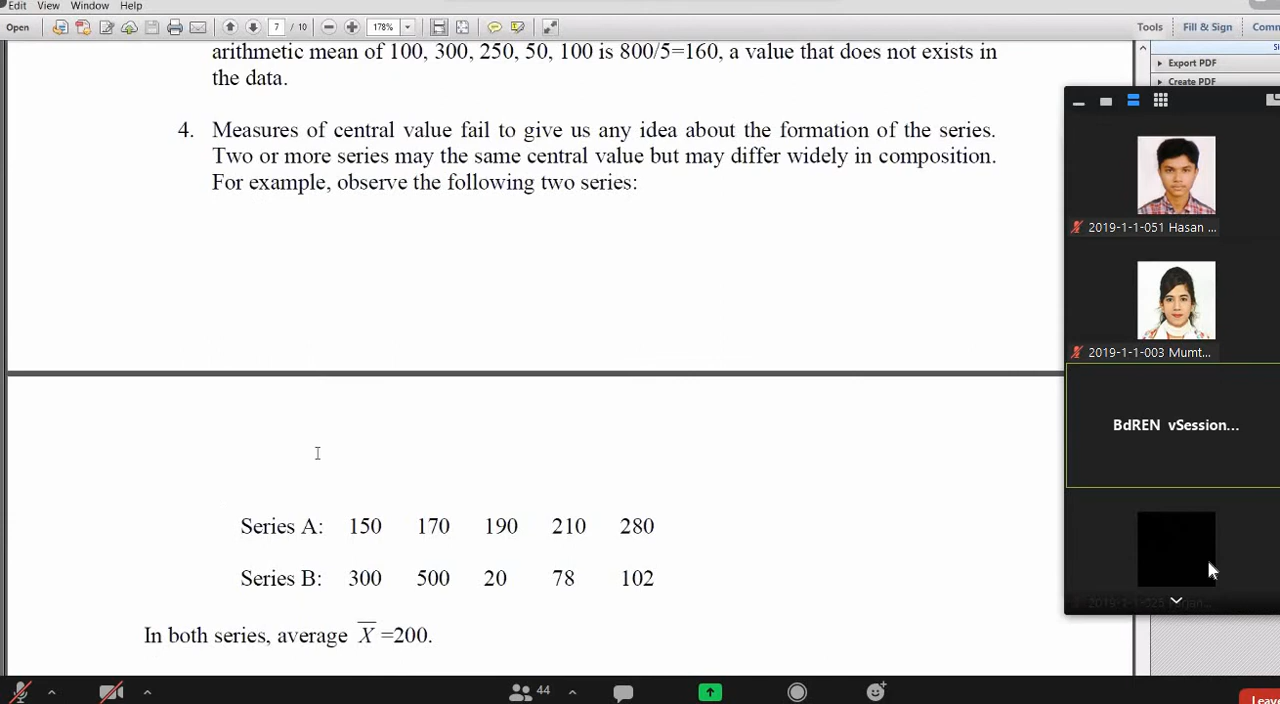 Edit View Window Help
Open 7 / 10 178% Tools Fill & Sign
arithmetic mean of 100, 300, 250, 50, 100 is 800/5=160, a value that does not exists in
the data.
Export PDF
Create PDF
4. Measures of central value fail to give us any idea about the formation of the series.
Two or more series may the same central value but may differ widely in composition.
For example, observe the following two series:
2019-1-1-051 Hasan ...
2019-1-1-003 Mumt...
BdREN vSession...
Series A: 150 170 190 210 280
Series B: 300 500 20 78 102
In both series, average X̅ =200.
44
Leave